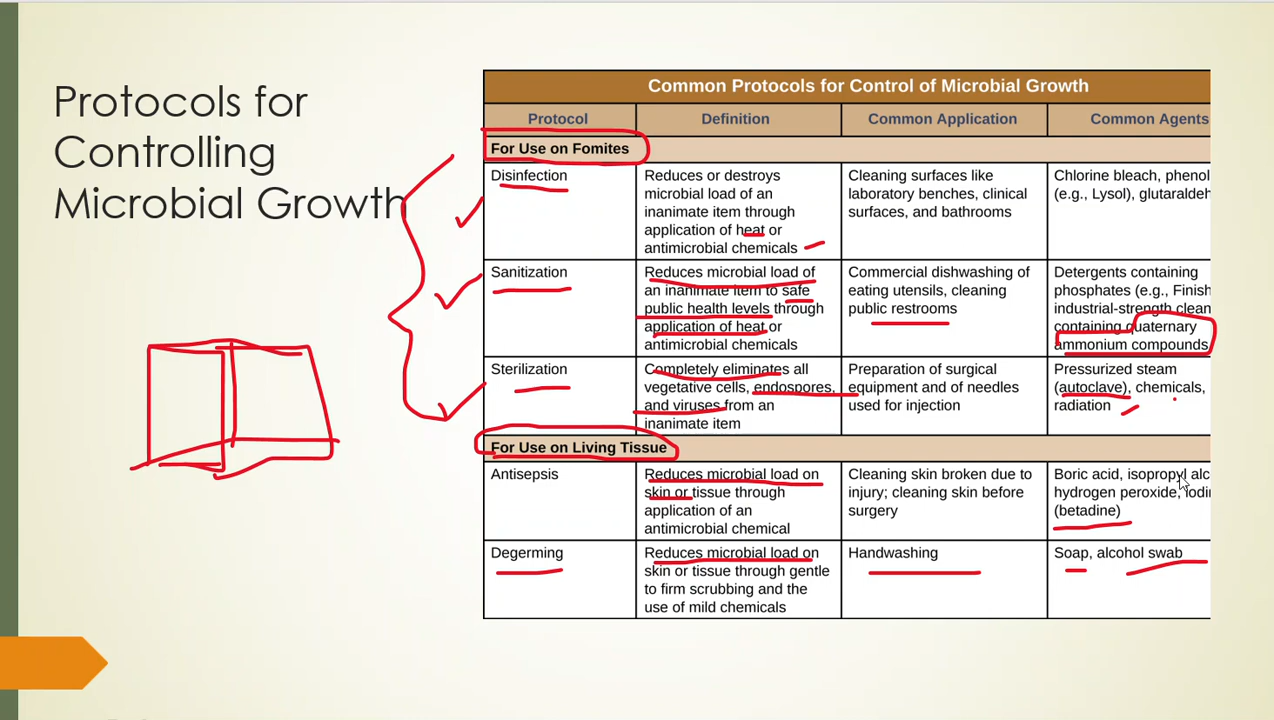 Protocols for
Controlling
Microbial Growth
Common Protocols for Control of Microbial Growth
Protocol
Definition
Common Application
Common Agents
For Use on Fomites
Disinfection
Reduces or destroys
microbial load of an
inanimate item through
application of heat or
antimicrobial chemicals
Cleaning surfaces like
laboratory benches, clinical
surfaces, and bathrooms
Chlorine bleach, phenol
(e.g., Lysol), glutaraldeh
Sanitization
Reduces microbial load of
an inanimate item to safe
public health levels through
application of heat or
antimicrobial chemicals
Commercial dishwashing of
eating utensils, cleaning
public restrooms
Detergents containing
phosphates (e.g., Finish
industrial-strength clean
containing quaternary
ammonium compounds
Sterilization
Completely eliminates all
vegetative cells, endospores,
and viruses from an
inanimate item
Preparation of surgical
equipment and of needles
used for injection
Pressurized steam
(autoclave), chemicals,
radiation
For Use on Living Tissue
Antisepsis
Reduces microbial load on
skin or tissue through
application of an
antimicrobial chemical
Cleaning skin broken due to
injury; cleaning skin before
surgery
Boric acid, isopropyl alc
hydrogen peroxide, iodi
(betadine)
Degerming
Reduces microbial load on
skin or tissue through gentle
to firm scrubbing and the
use of mild chemicals
Handwashing
Soap, alcohol swab